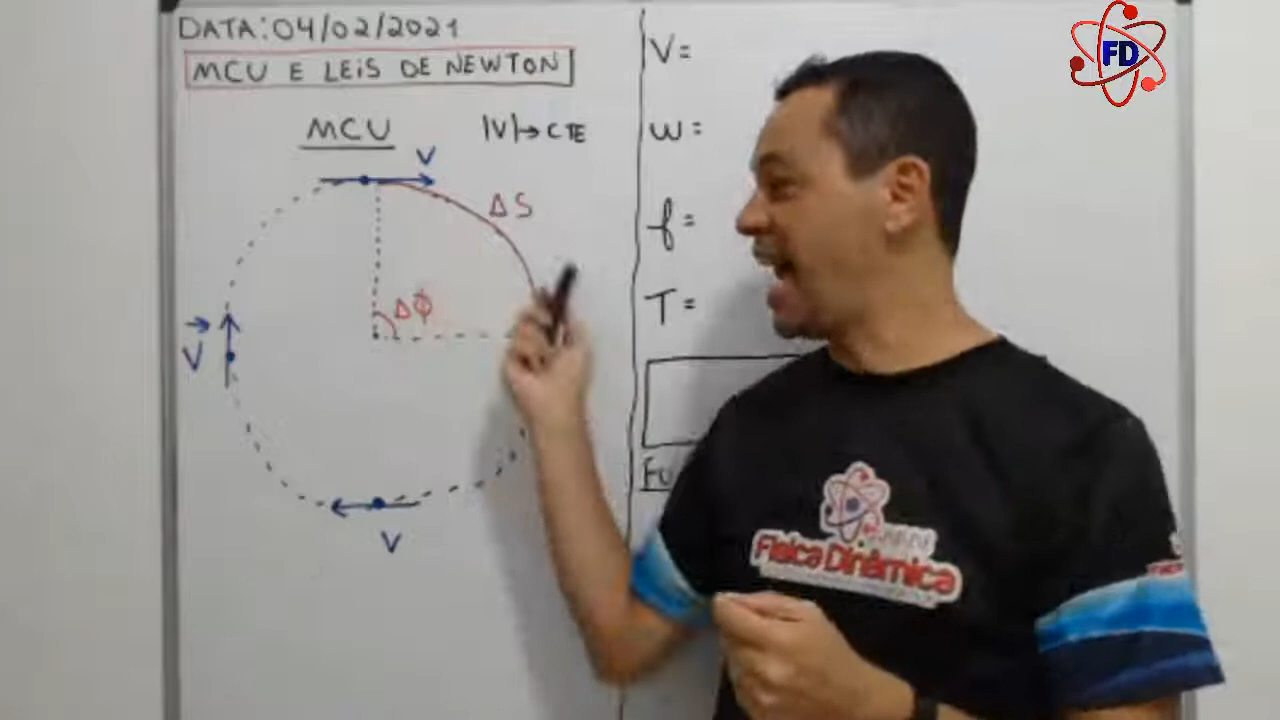 DATA:04/02/2021
MCU E LEIS DE NEWTON
MCU
|V|→CTE
V
ΔS
Δϕ
V
V
V=
ω=
f=
T=
FD
Física Dinâmica